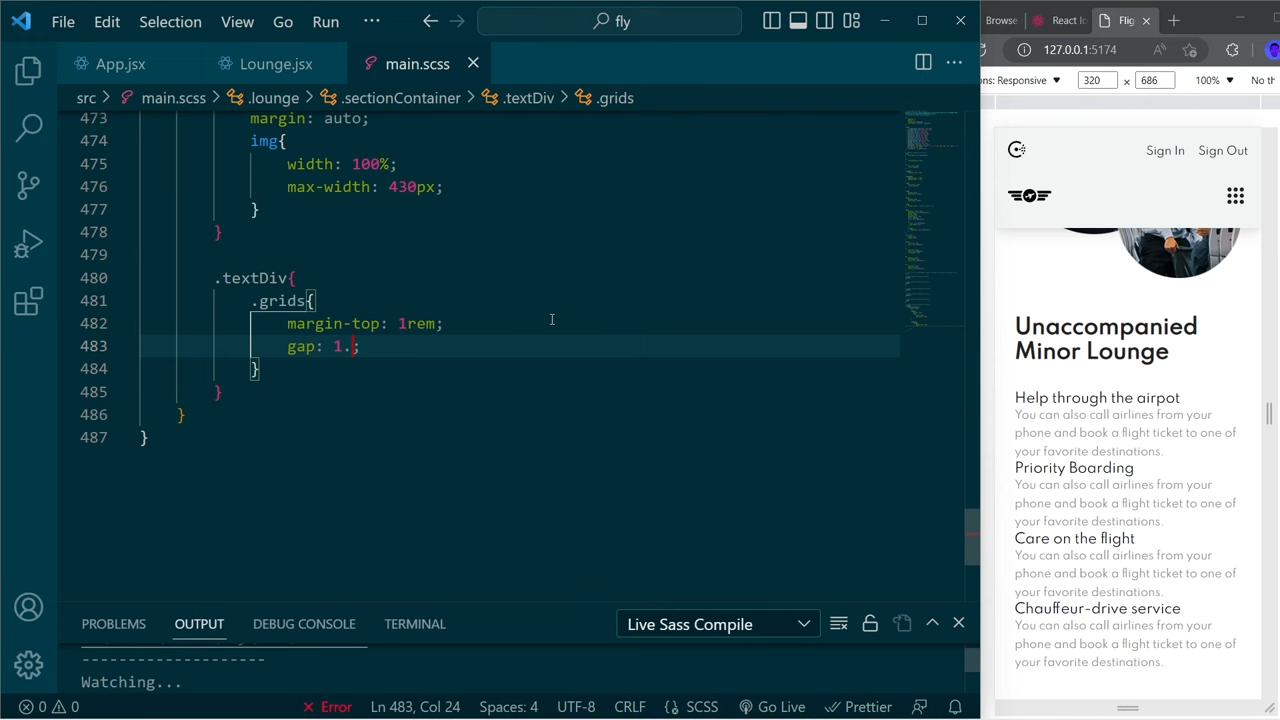 File Edit Selection View Go Run ··· fly
App.jsx Lounge.jsx main.scss
src > main.scss > .lounge > .sectionContainer > .textDiv > .grids
473 margin: auto;
474 img{
475 width: 100%;
476 max-width: 430px;
477 }
478 }
479
480 .textDiv{
481 .grids{
482 margin-top: 1rem;
483 gap: 1.;
484 }
485 }
486 }
487 }
PROBLEMS OUTPUT DEBUG CONSOLE TERMINAL Live Sass Compile
--------------------
Watching...
0 0 Error Ln 483, Col 24 Spaces: 4 UTF-8 CRLF SCSS Go Live Prettier
Browse React Ic Flig
127.0.0.1:5174
ns: Responsive 320 × 686 100% No th
Sign In Sign Out
Unaccompanied
Minor Lounge
Help through the airpot
You can also call airlines from your
phone and book a flight ticket to one of
your favorite destinations.
Priority Boarding
You can also call airlines from your
phone and book a flight ticket to one of
your favorite destinations.
Care on the flight
You can also call airlines from your
phone and book a flight ticket to one of
your favorite destinations.
Chauffeur-drive service
You can also call airlines from your
phone and book a flight ticket to one of
your favorite destinations.